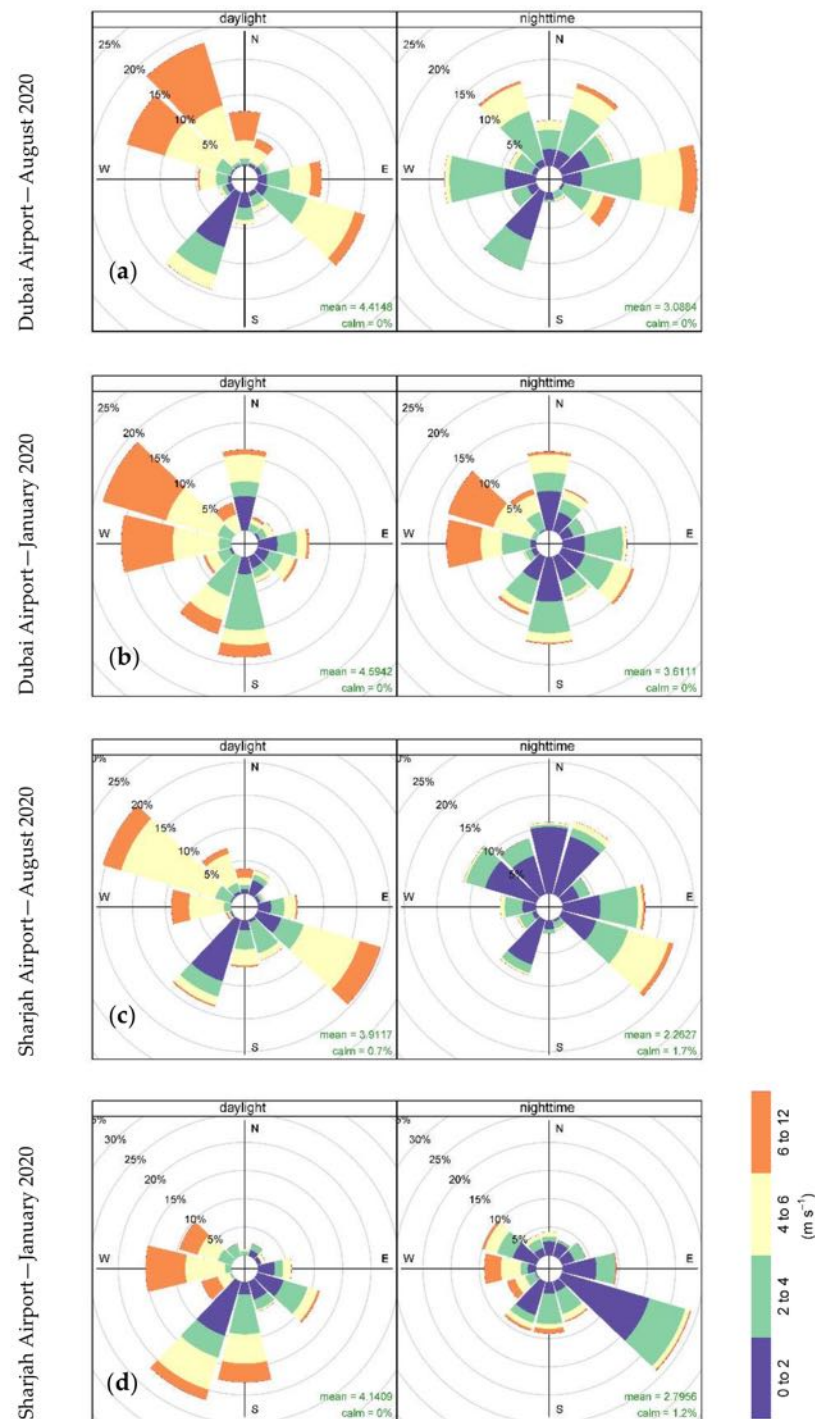 Dubai Airport—August 2020
daylight
nighttime
25%
20%
15%
10%
5%
N
W
E
S
(a)
mean = 4.4148
calm = 0%
25%
20%
15%
10%
5%
N
W
E
S
mean = 3.0884
calm = 0%
Dubai Airport—January 2020
daylight
nighttime
25%
20%
15%
10%
5%
N
W
E
S
(b)
mean = 4.5942
calm = 0%
25%
20%
15%
10%
5%
N
W
E
S
mean = 3.6111
calm = 0%
Sharjah Airport—August 2020
daylight
nighttime
25%
20%
15%
10%
5%
N
W
E
S
(c)
mean = 3.9117
calm = 0.7%
25%
20%
15%
10%
5%
N
W
E
S
mean = 2.2627
calm = 1.7%
Sharjah Airport—January 2020
daylight
nighttime
30%
25%
20%
15%
10%
5%
N
W
E
S
(d)
mean = 4.1409
calm = 0%
30%
25%
20%
15%
10%
5%
N
W
E
S
mean = 2.7956
calm = 1.2%
0 to 2
2 to 4
4 to 6
6 to 12
(m s⁻¹)